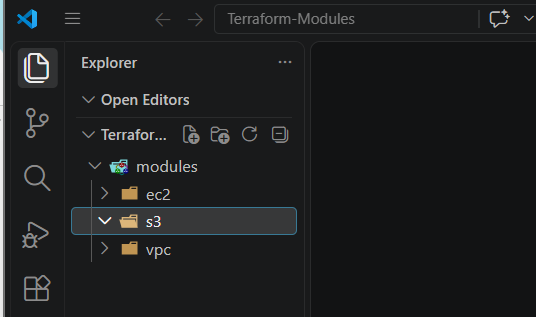 Terraform-Modules
Explorer
Open Editors
Terrafor...
modules
ec2
s3
vpc